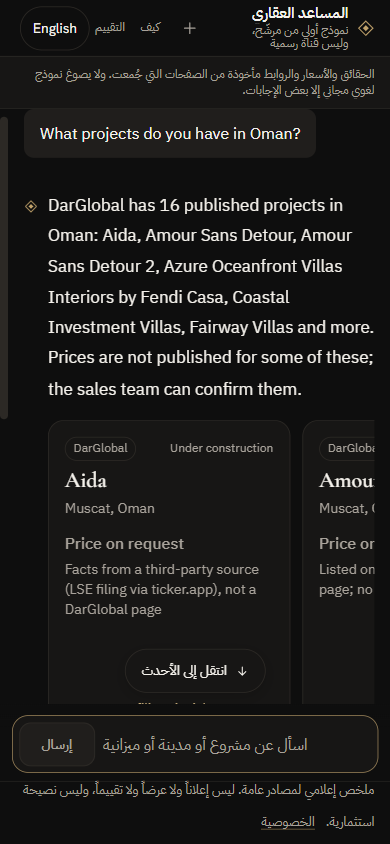 المساعد العقاري
نموذج أولي من مرشّح، وليس قناة رسمية
+
كيف
التقييم
English
الحقائق والأسعار والروابط مأخوذة من الصفحات التي جُمعت. ولا يصوغ نموذج
لغوي مجاني إلا بعض الإجابات.
What projects do you have in Oman?
DarGlobal has 16 published projects in
Oman: Aida, Amour Sans Detour, Amour
Sans Detour 2, Azure Oceanfront Villas
Interiors by Fendi Casa, Coastal
Investment Villas, Fairway Villas and more.
Prices are not published for some of these;
the sales team can confirm them.
DarGlobal
Under construction
Aida
Muscat, Oman
Price on request
Facts from a third-party source
(LSE filing via ticker.app), not a
DarGlobal page
DarGloba
Amou
Muscat,
Price or
Listed on
page; no
انتقل إلى الأحدث ↓
اسأل عن مشروع أو مدينة أو ميزانية
إرسال
ملخص إعلامي لمصادر عامة. ليس إعلاناً ولا عرضاً ولا تقييماً، وليس نصيحة
استثمارية. الخصوصية